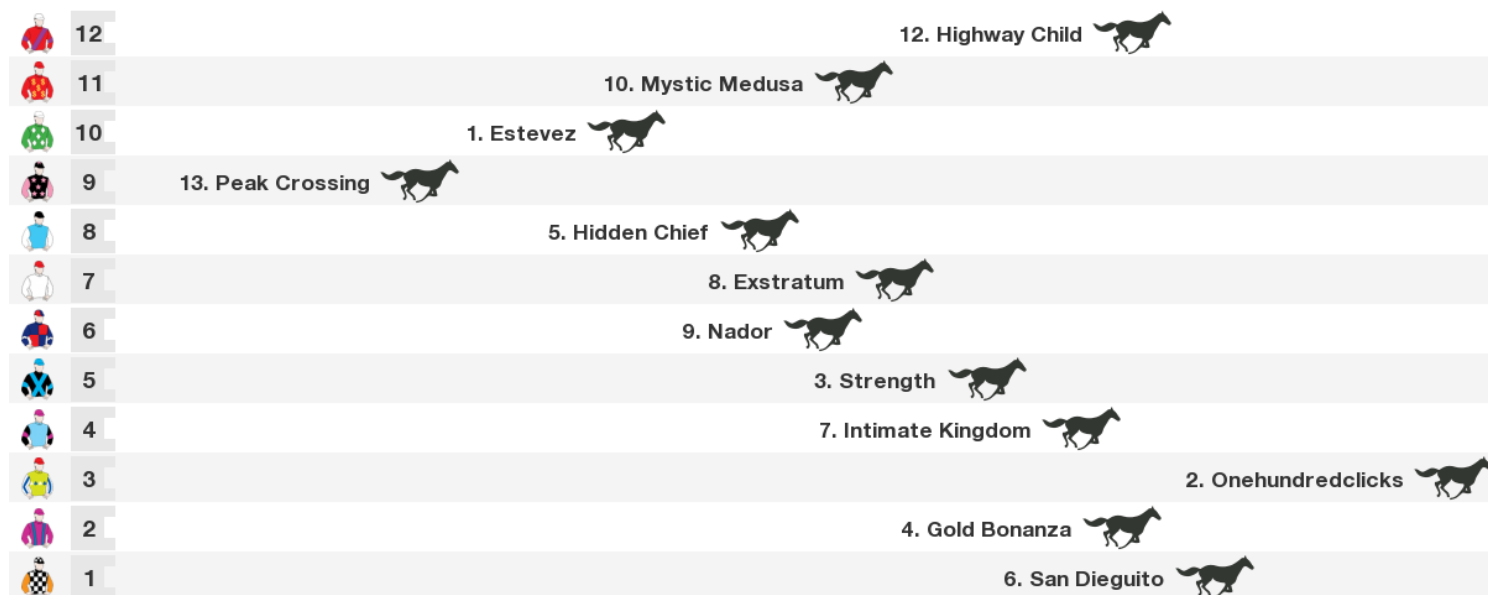 12 12. Highway Child
11 10. Mystic Medusa
10 1. Estevez
9 13. Peak Crossing
8 5. Hidden Chief
7 8. Exstratum
6 9. Nador
5 3. Strength
4 7. Intimate Kingdom
3 2. Onehundredclicks
2 4. Gold Bonanza
1 6. San Dieguito